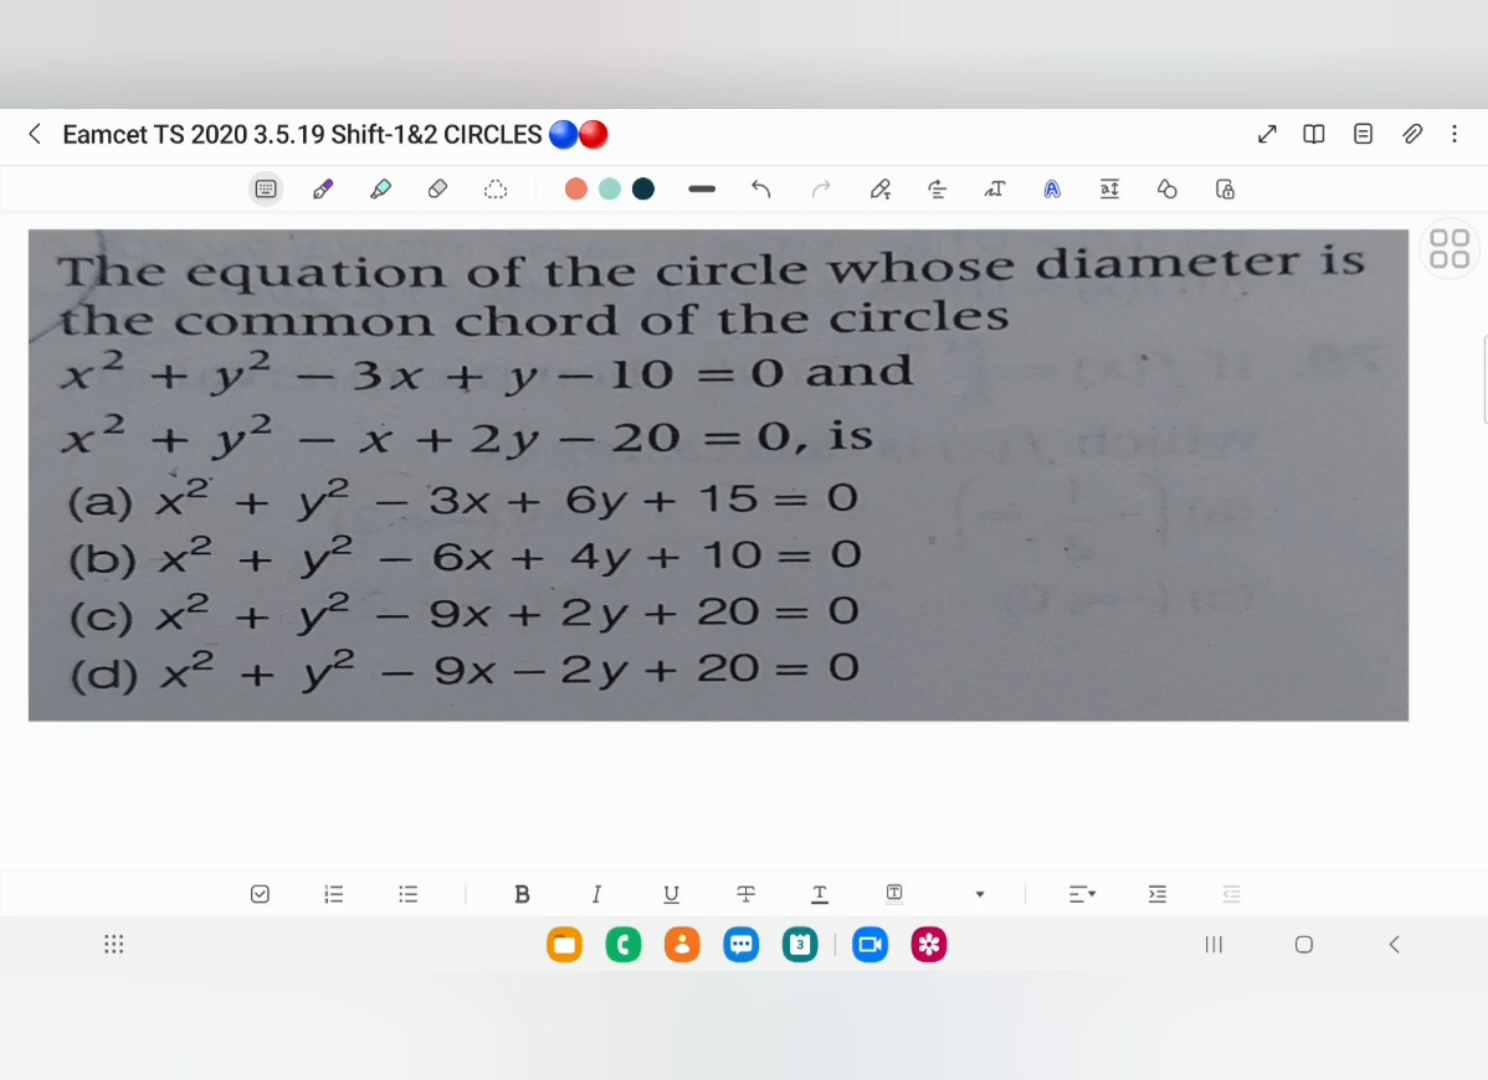 Eamcet TS 2020 3.5.19 Shift-1&2 CIRCLES
The equation of the circle whose diameter is
the common chord of the circles
x² + y² − 3x + y − 10 = 0 and
x² + y² − x + 2y − 20 = 0, is
(a) x² + y² − 3x + 6y + 15 = 0
(b) x² + y² − 6x + 4y + 10 = 0
(c) x² + y² − 9x + 2y + 20 = 0
(d) x² + y² − 9x − 2y + 20 = 0